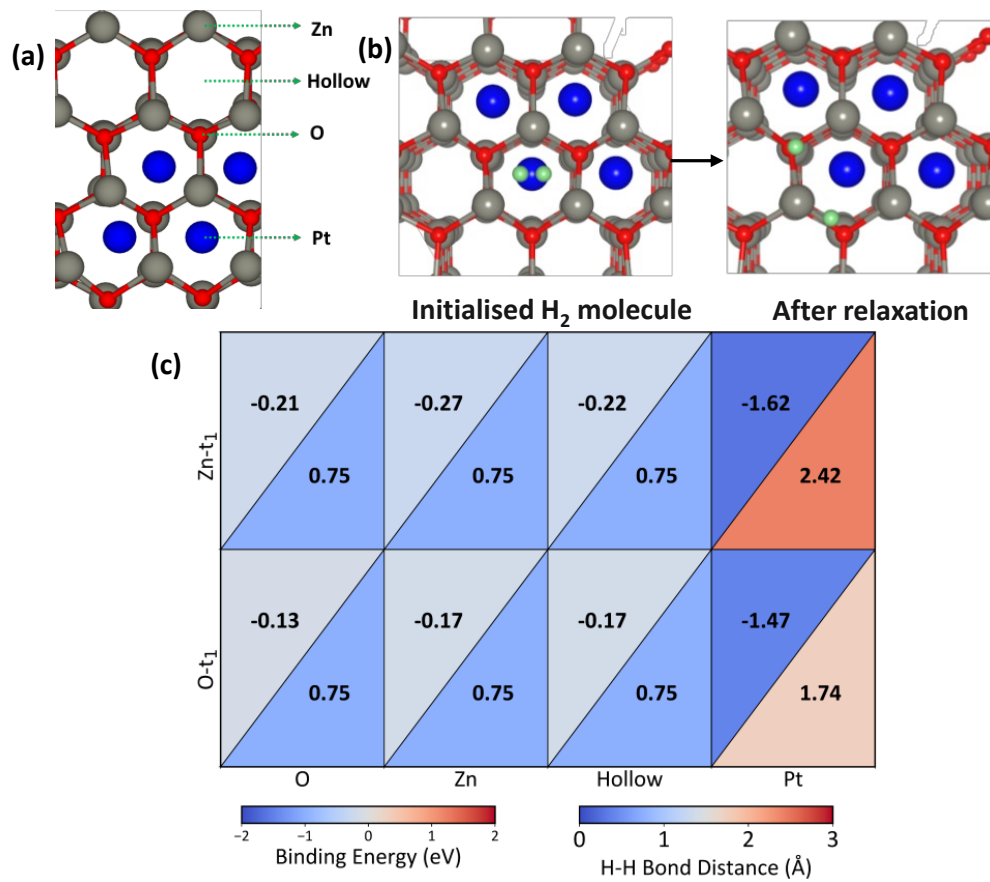 (a)
Zn
Hollow
O
Pt
(b)
Initialised H₂ molecule
After relaxation
(c)
Zn-t₁
-0.21
-0.27
-0.22
-1.62
0.75
0.75
0.75
2.42
O-t₁
-0.13
-0.17
-0.17
-1.47
0.75
0.75
0.75
1.74
O
Zn
Hollow
Pt
−2 −1 0 1 2
Binding Energy (eV)
0 1 2 3
H-H Bond Distance (Å)